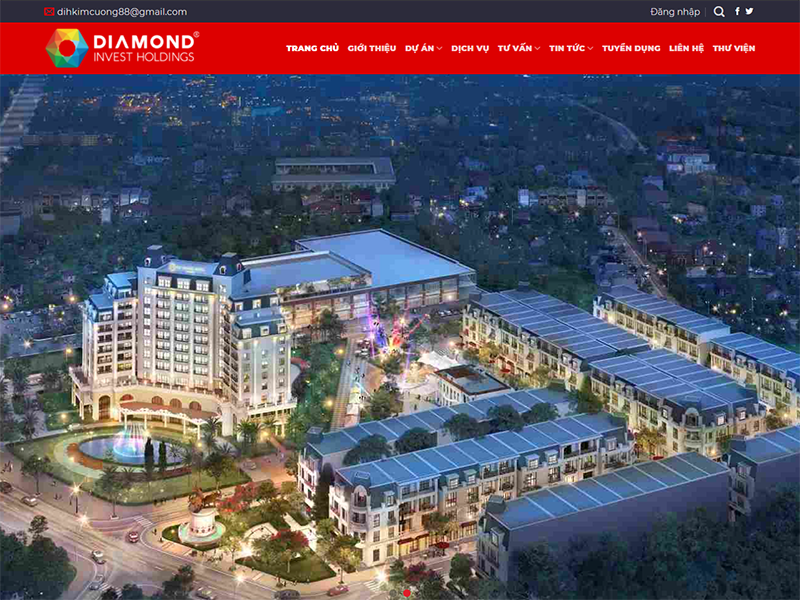 dihkimcuong88@gmail.com
Đăng nhập
DIAMOND®
INVEST HOLDINGS
TRANG CHỦ GIỚI THIỆU DỰ ÁN DỊCH VỤ TƯ VẤN TIN TỨC TUYỂN DỤNG LIÊN HỆ THƯ VIỆN